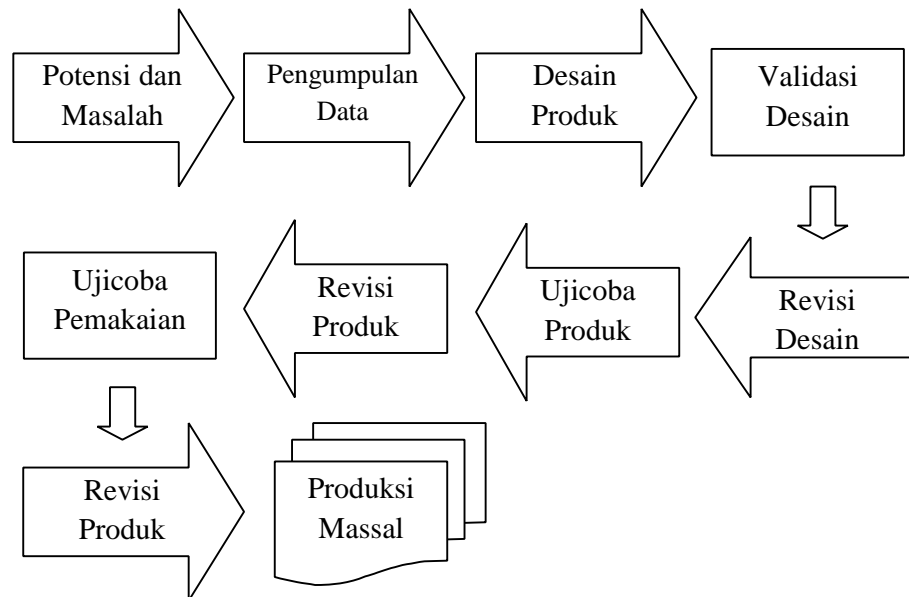 Potensi dan
Masalah
Pengumpulan
Data
Desain
Produk
Validasi
Desain
Revisi
Desain
Ujicoba
Produk
Revisi
Produk
Ujicoba
Pemakaian
Revisi
Produk
Produksi
Massal